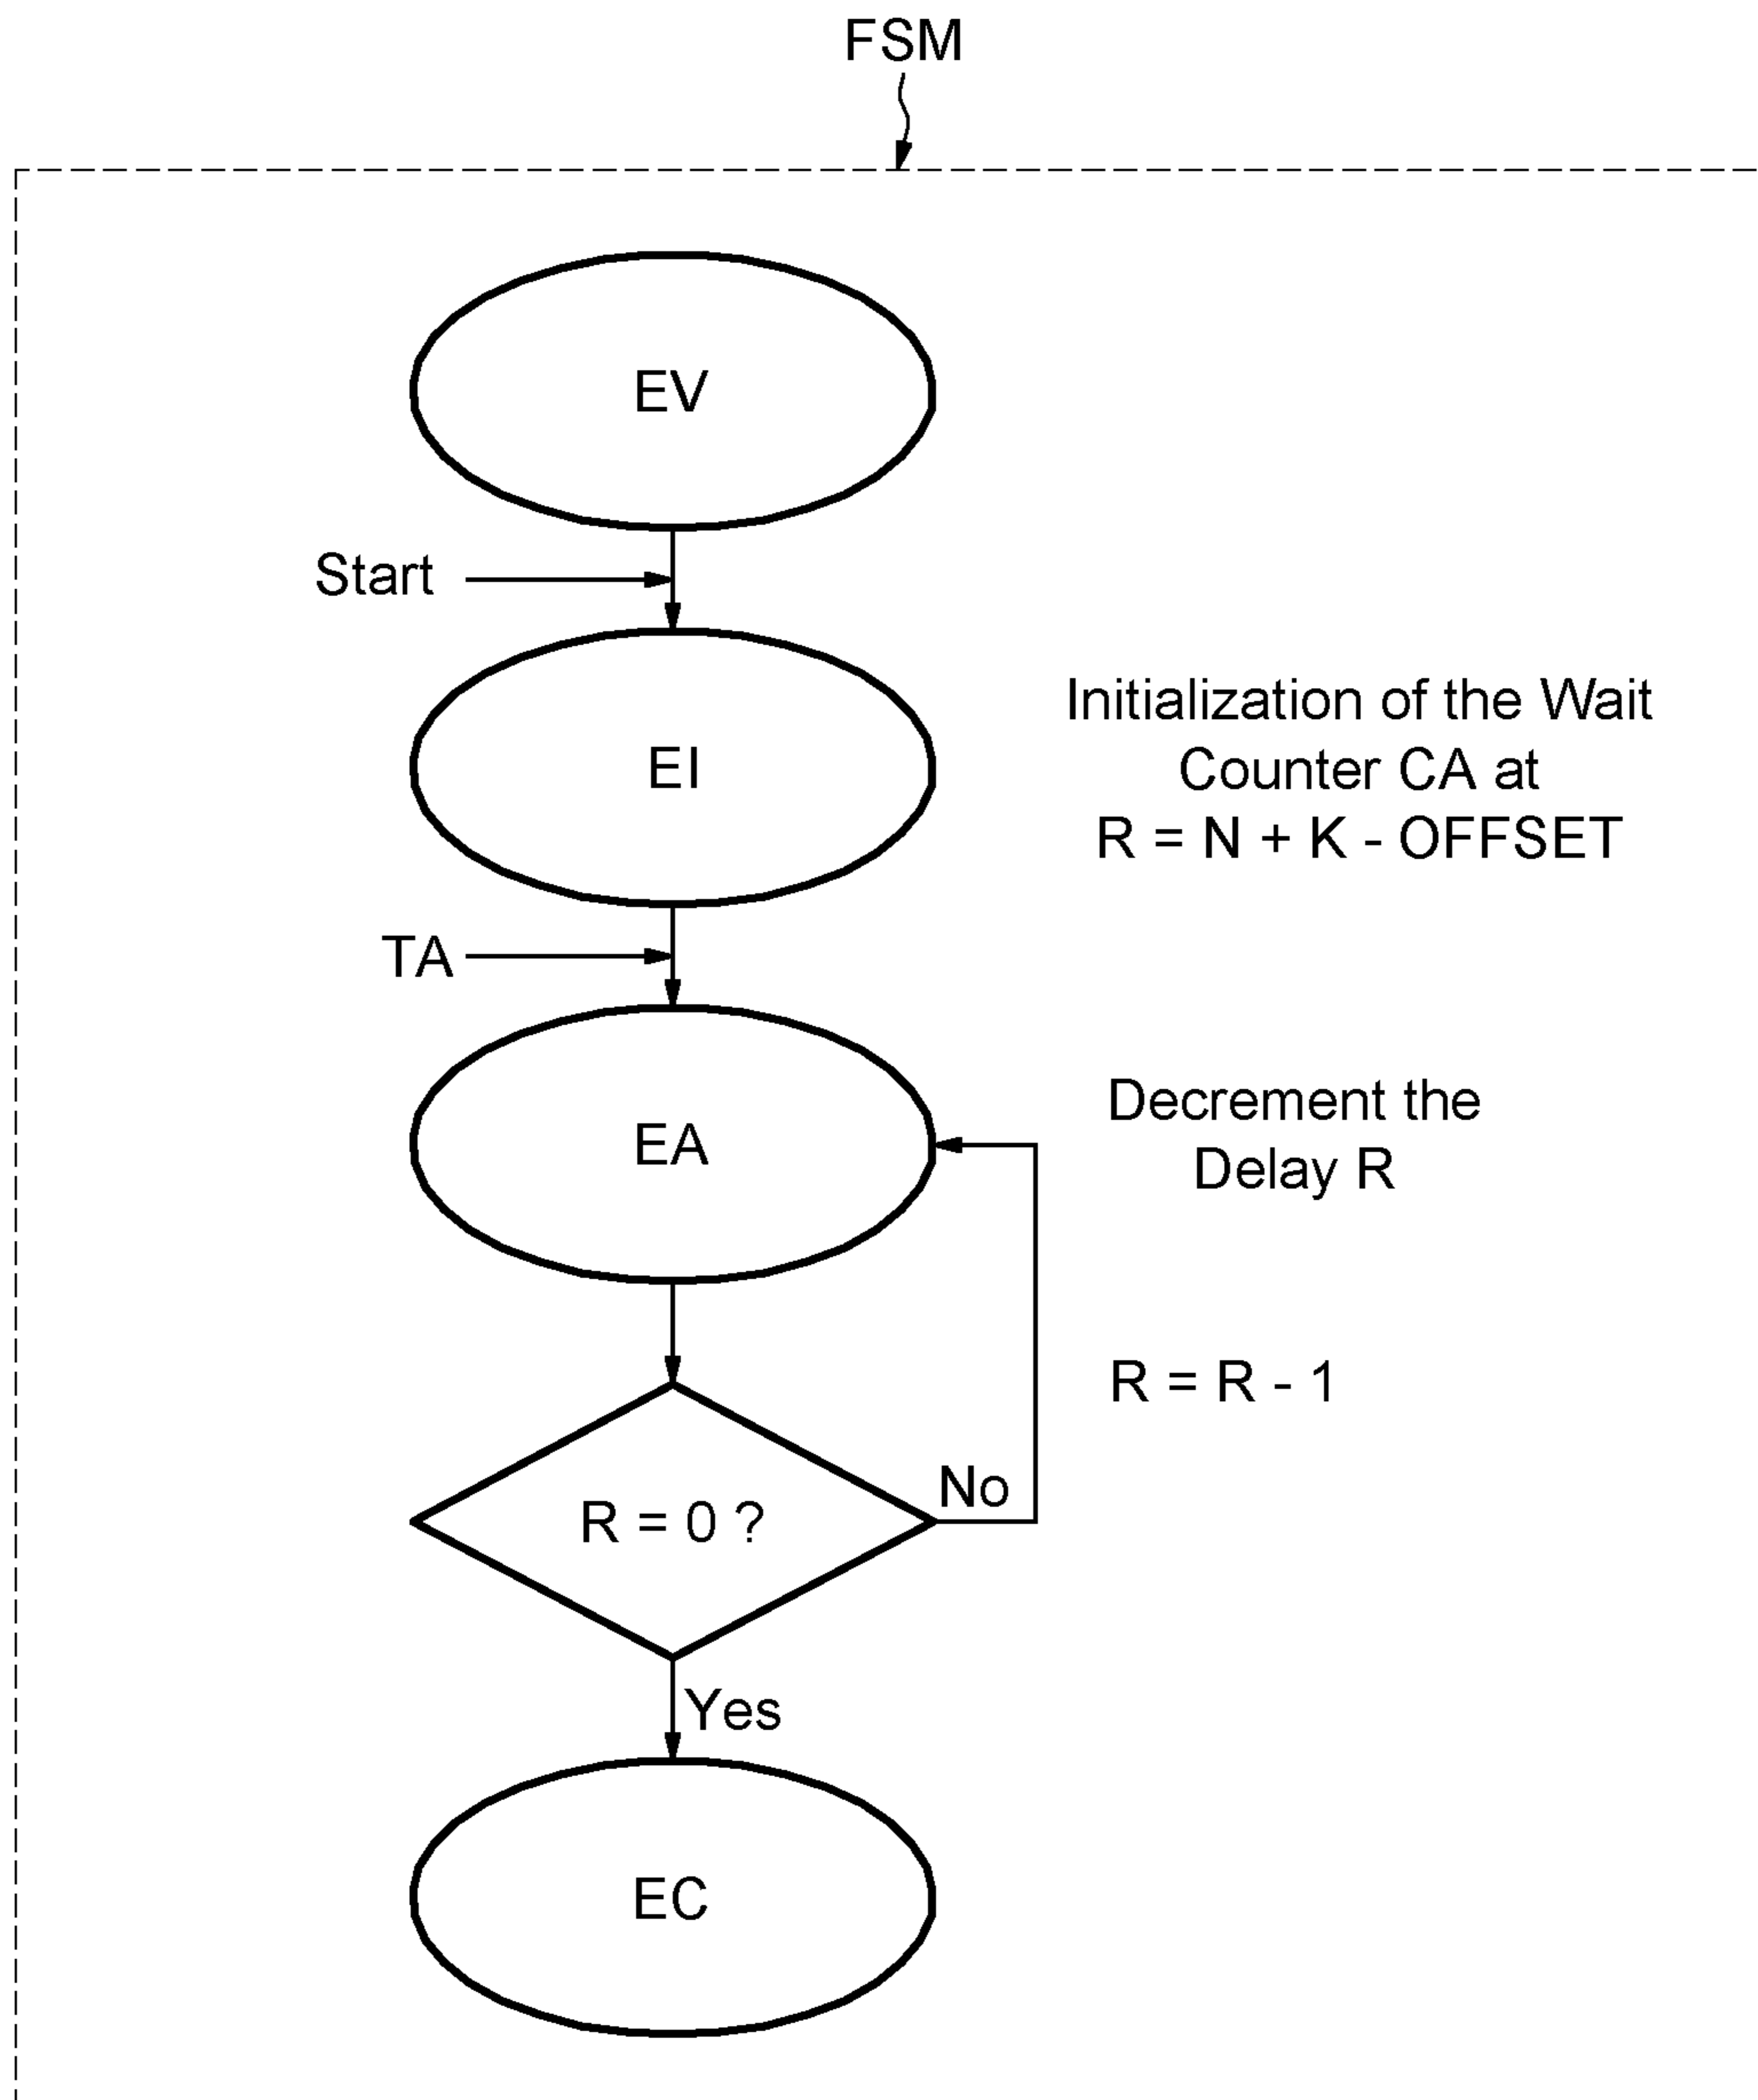 FSM
EV
Start
EI
Initialization of the Wait
Counter CA at
R = N + K - OFFSET
TA
EA
Decrement the
Delay R
R = R - 1
No
R = 0 ?
Yes
EC